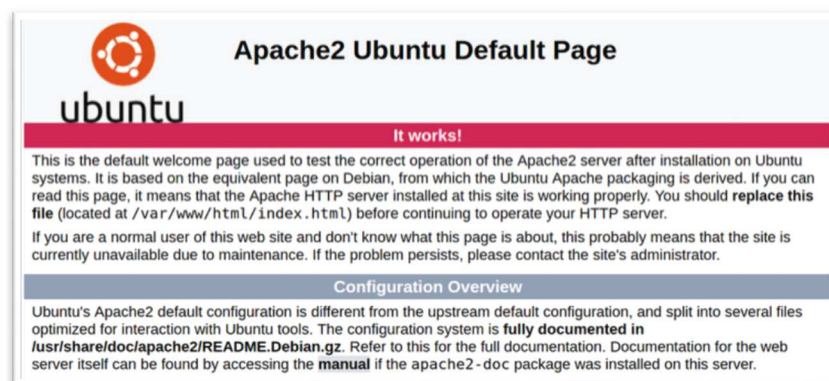 ubuntu
Apache2 Ubuntu Default Page
It works!
This is the default welcome page used to test the correct operation of the Apache2 server after installation on Ubuntu
systems. It is based on the equivalent page on Debian, from which the Ubuntu Apache packaging is derived. If you can
read this page, it means that the Apache HTTP server installed at this site is working properly. You should replace this
file (located at /var/www/html/index.html) before continuing to operate your HTTP server.
If you are a normal user of this web site and don't know what this page is about, this probably means that the site is
currently unavailable due to maintenance. If the problem persists, please contact the site's administrator.
Configuration Overview
Ubuntu's Apache2 default configuration is different from the upstream default configuration, and split into several files
optimized for interaction with Ubuntu tools. The configuration system is fully documented in
/usr/share/doc/apache2/README.Debian.gz. Refer to this for the full documentation. Documentation for the web
server itself can be found by accessing the manual if the apache2-doc package was installed on this server.